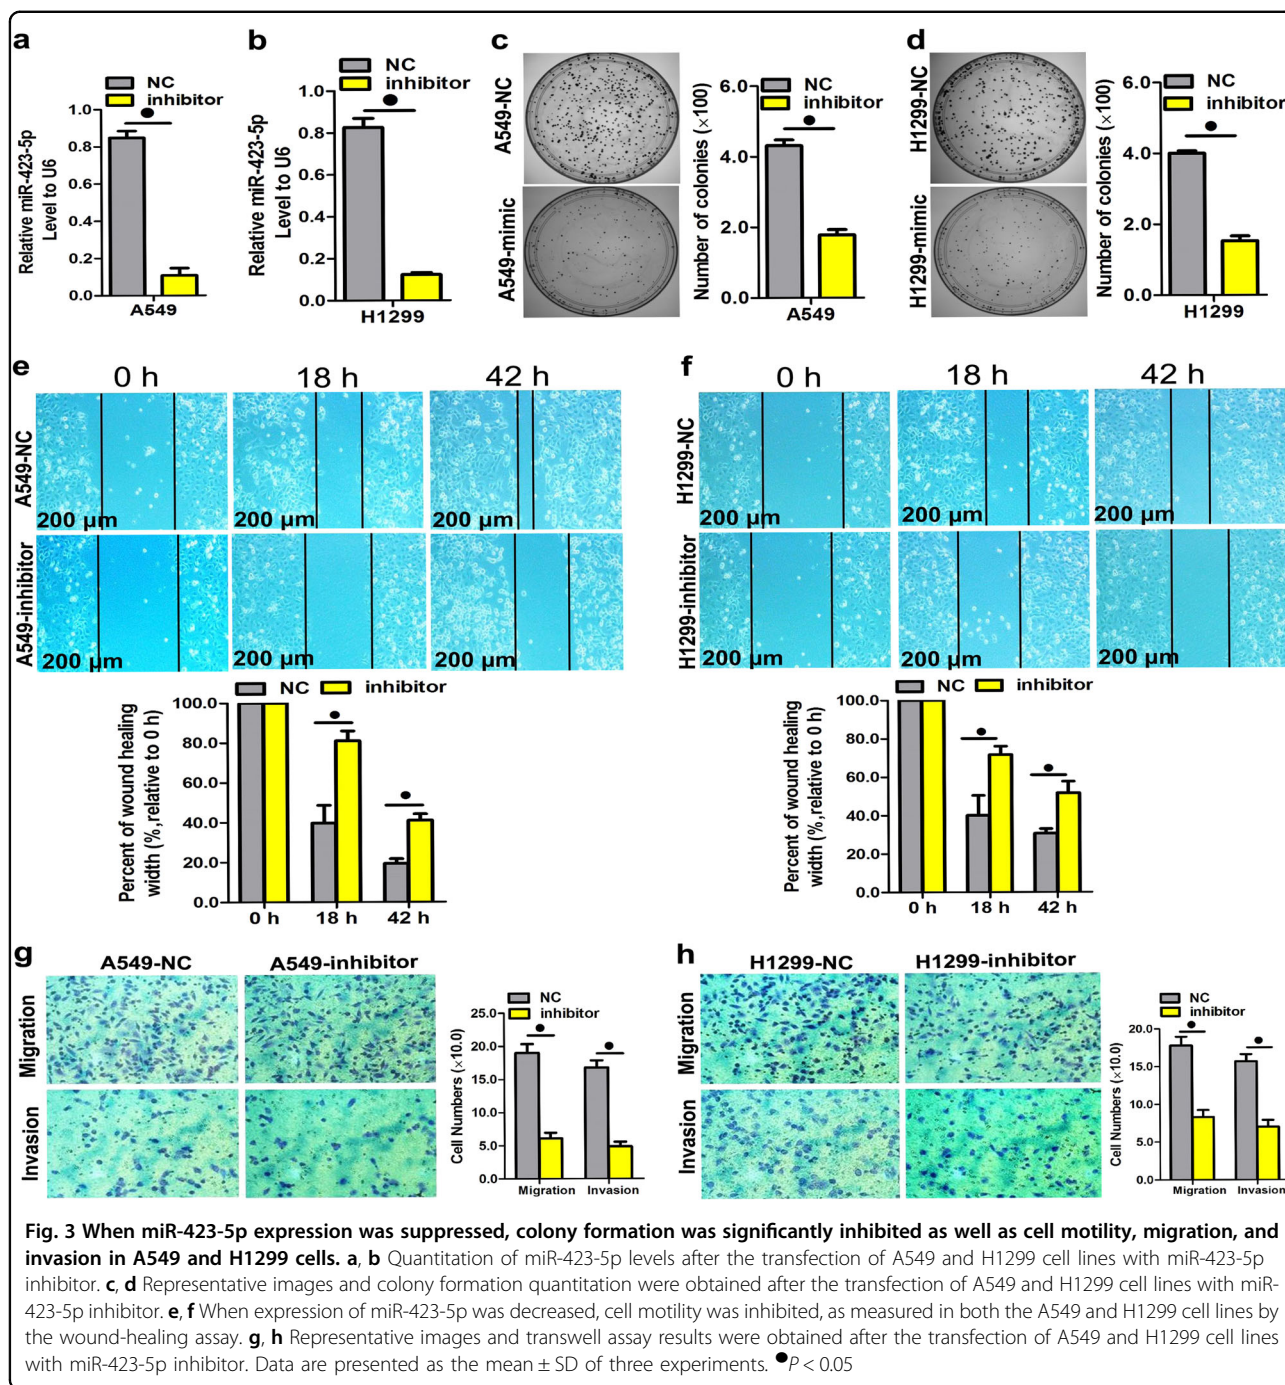 a
NC
inhibitor
Relative miR-423-5p
Level to U6
1.0
0.8
0.6
0.4
0.2
0.0
A549
b
NC
inhibitor
Relative miR-423-5p
Level to U6
1.0
0.8
0.6
0.4
0.2
0.0
H1299
c
A549-NC
A549-mimic
NC
inhibitor
Number of colonies (×100)
6.0
4.0
2.0
0.0
A549
d
H1299-NC
H1299-mimic
NC
inhibitor
Number of colonies (×100)
6.0
4.0
2.0
0.0
H1299
e
0 h 18 h 42 h
A549-NC
200 µm 200 µm 200 µm
A549-inhibitor
200 µm 200 µm 200 µm
NC inhibitor
Percent of wound healing
width (%,relative to 0 h)
100.0
80.0
60.0
40.0
20.0
0.0
0 h 18 h 42 h
f
0 h 18 h 42 h
H1299-NC
200 µm 200 µm 200 µm
H1299-inhibitor
200 µm 200 µm 200 µm
NC inhibitor
Percent of wound healing
width (%,relative to 0 h)
100.0
80.0
60.0
40.0
20.0
0.0
0 h 18 h 42 h
g
A549-NC A549-inhibitor
Migration
Invasion
NC
inhibitor
Cell Numbers (×10.0)
25.0
20.0
15.0
10.0
5.0
0.0
Migration Invasion
h
H1299-NC H1299-inhibitor
Migration
Invasion
NC
inhibitor
Cell Numbers (×10.0)
20.0
15.0
10.0
5.0
0.0
Migration Invasion
Fig. 3 When miR-423-5p expression was suppressed, colony formation was significantly inhibited as well as cell motility, migration, and
invasion in A549 and H1299 cells. a, b Quantitation of miR-423-5p levels after the transfection of A549 and H1299 cell lines with miR-423-5p
inhibitor. c, d Representative images and colony formation quantitation were obtained after the transfection of A549 and H1299 cell lines with miR-
423-5p inhibitor. e, f When expression of miR-423-5p was decreased, cell motility was inhibited, as measured in both the A549 and H1299 cell lines by
the wound-healing assay. g, h Representative images and transwell assay results were obtained after the transfection of A549 and H1299 cell lines
with miR-423-5p inhibitor. Data are presented as the mean ± SD of three experiments. ●P < 0.05